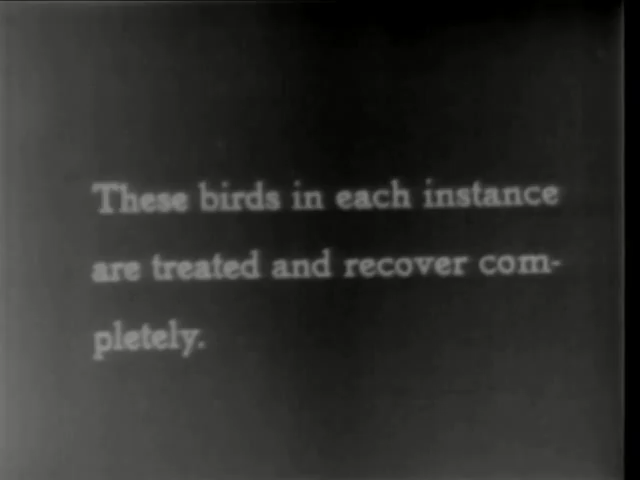 These birds in each instance
are treated and recover com-
pletely.